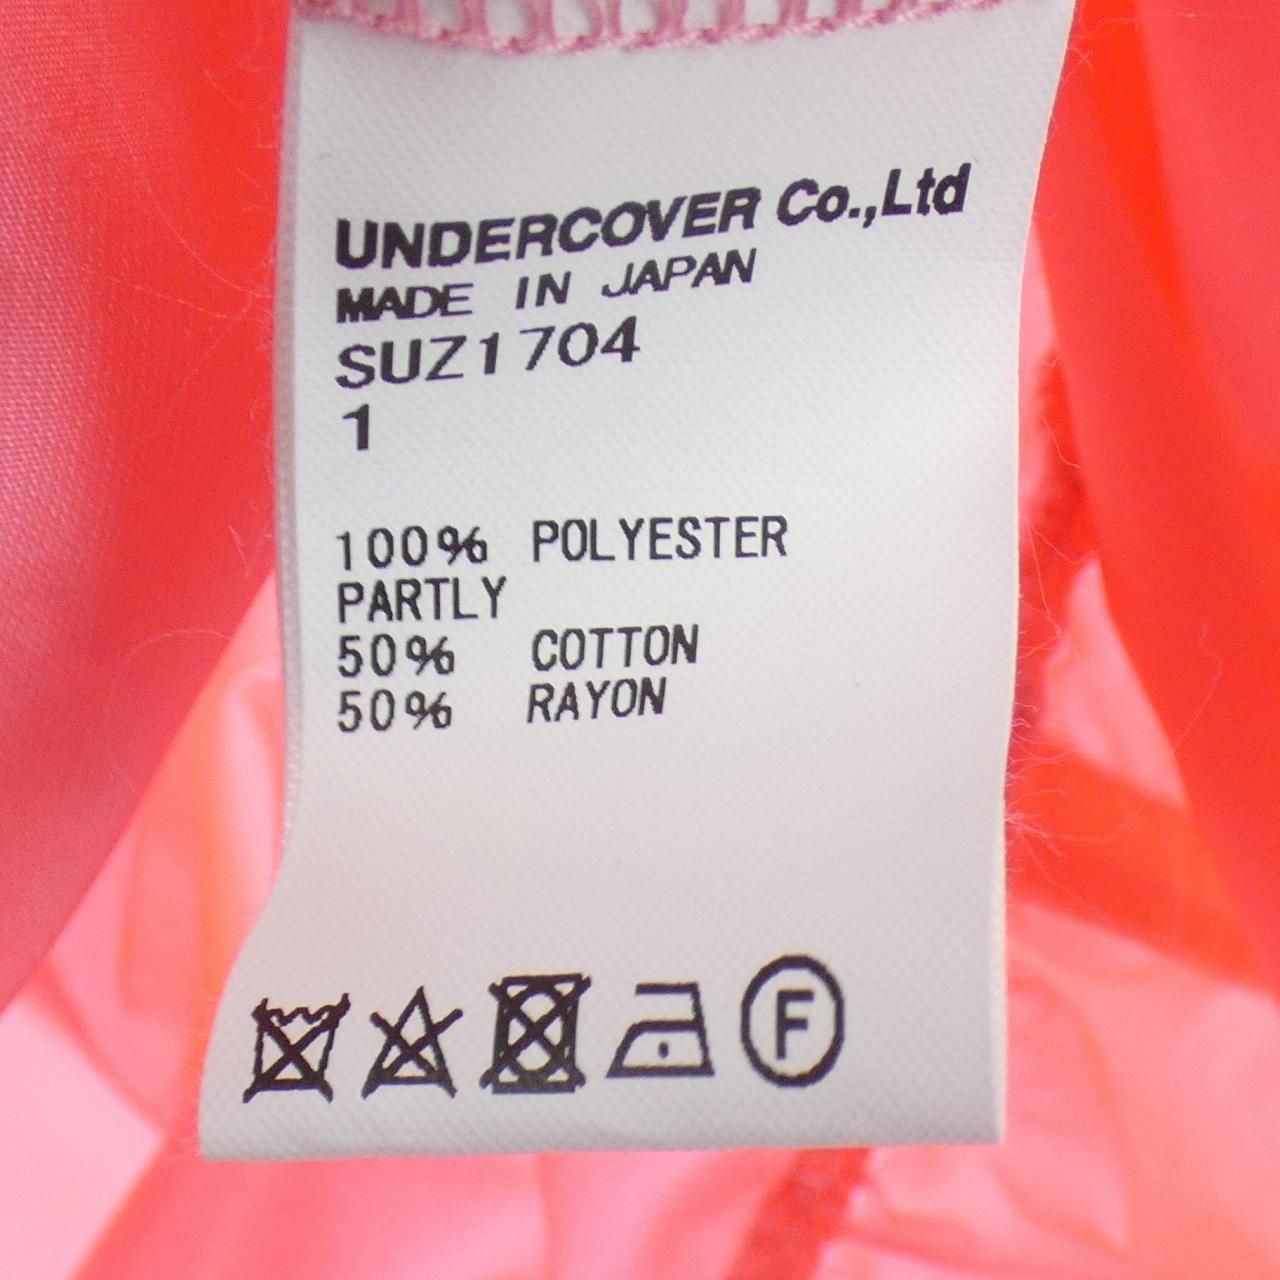 UNDERCOVER Co.,Ltd
MADE IN JAPAN
SUZ1704
1
100% POLYESTER
PARTLY
50% COTTON
50% RAYON
F